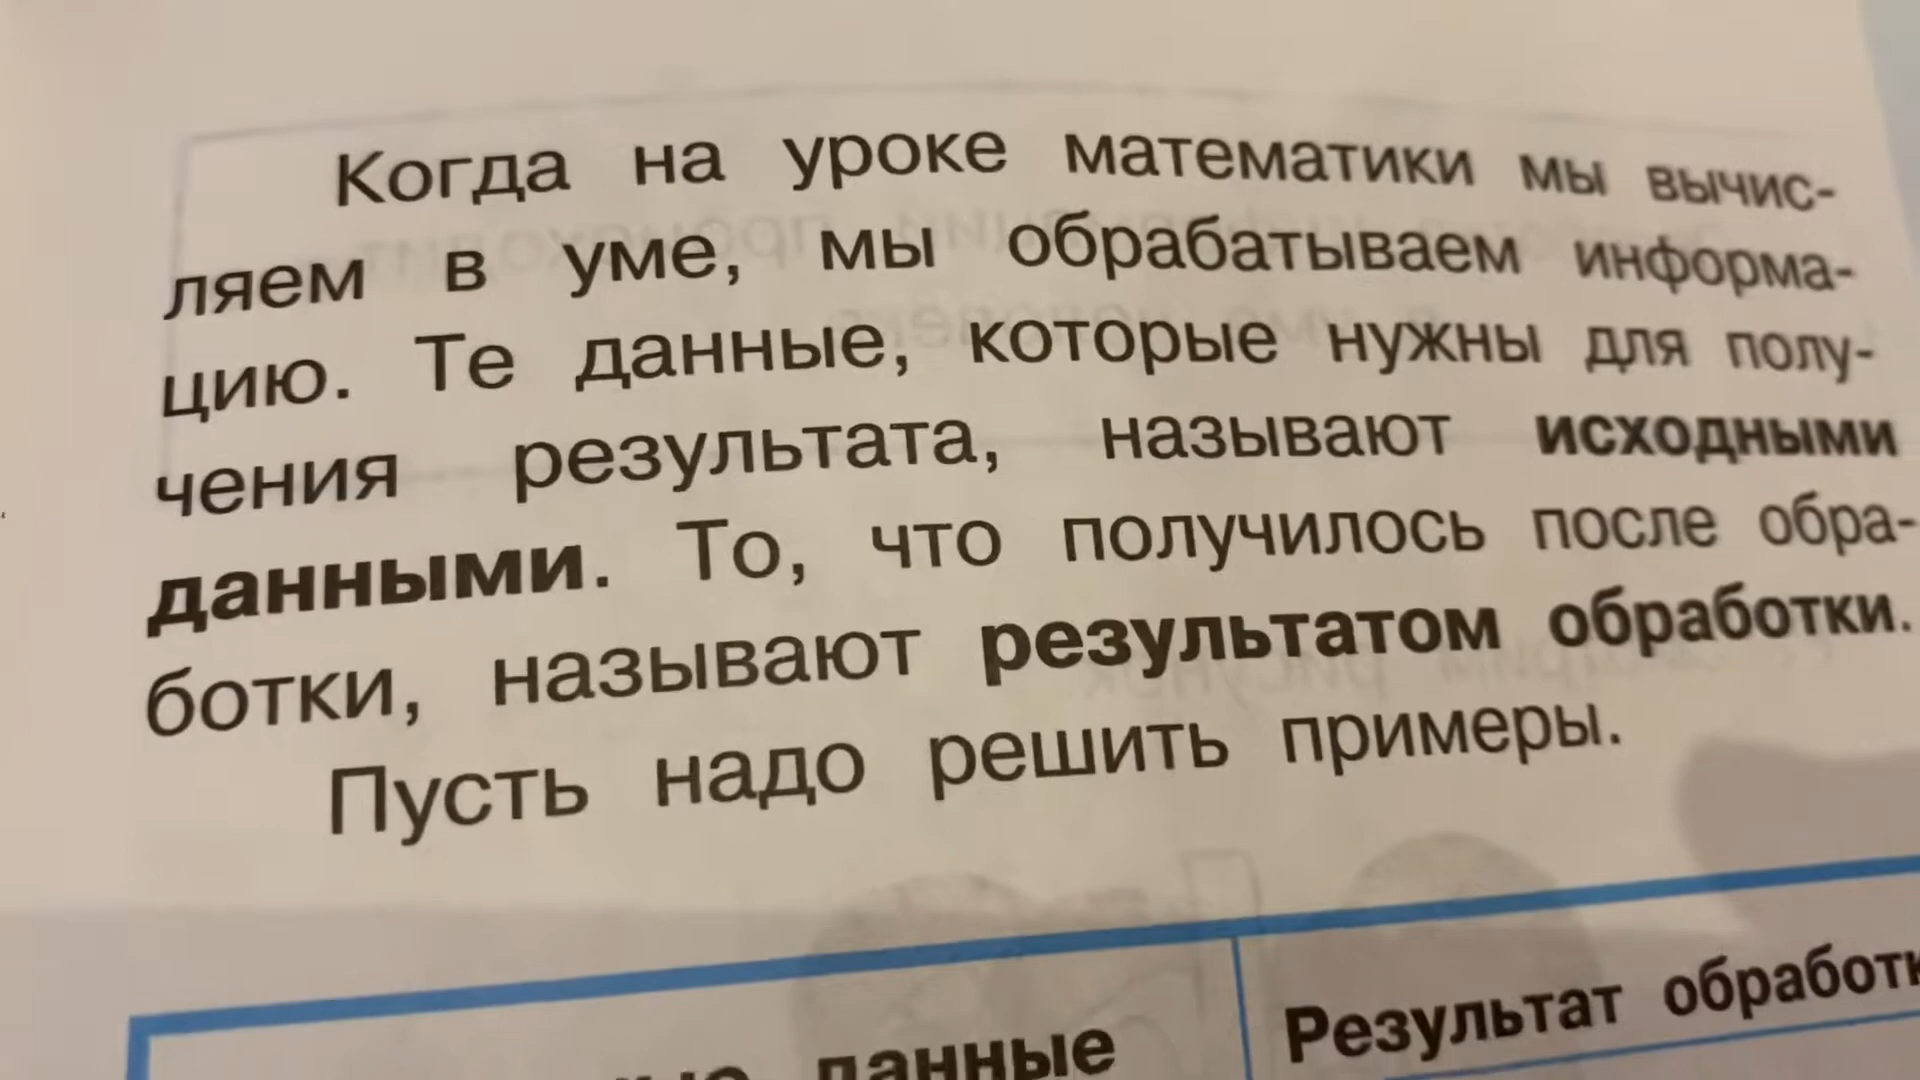 Когда на уроке математики мы вычис-
ляем в уме, мы обрабатываем информа-
цию. Те данные, которые нужны для полу-
чения результата, называют исходными
данными. То, что получилось после обра-
ботки, называют результатом обработки.
Пусть надо решить примеры.
данные
Результат